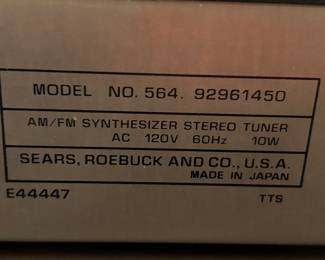 MODEL NO. 564. 92961450
AM/FM SYNTHESIZER STEREO TUNER
AC 120V 60Hz 10W
SEARS, ROEBUCK AND CO., U.S.A.
MADE IN JAPAN
E44447 TTS